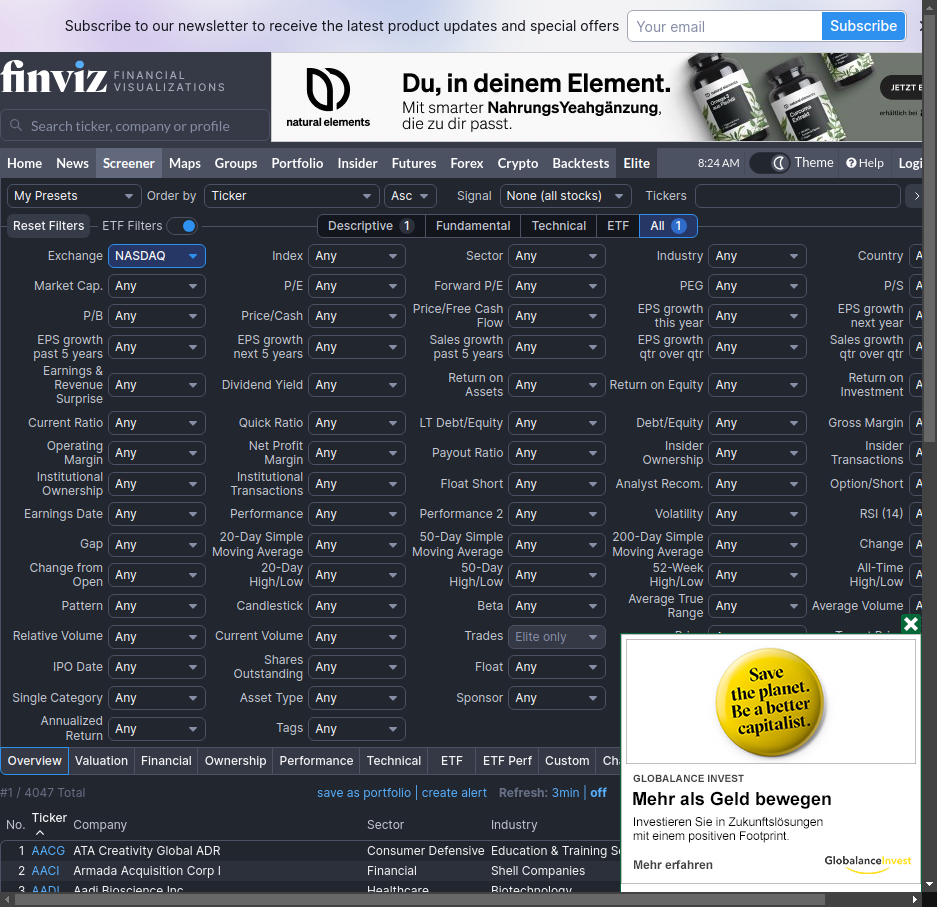 Subscribe to our newsletter to receive the latest product updates and special offers Your email Subscribe
finviz FINANCIAL VISUALIZATIONS
Search ticker, company or profile
natural elements
Du, in deinem Element.
Mit smarter NahrungsYeahgänzung,
die zu dir passt.
JETZT E
erhältlich bei
Home News Screener Maps Groups Portfolio Insider Futures Forex Crypto Backtests Elite 8:24 AM Theme Help Logi
My Presets Order by Ticker Asc Signal None (all stocks) Tickers
Reset Filters ETF Filters Descriptive 1 Fundamental Technical ETF All 1
Exchange NASDAQ Index Any Sector Any Industry Any Country A
Market Cap. Any P/E Any Forward P/E Any PEG Any P/S A
P/B Any Price/Cash Any Price/Free Cash Flow Any EPS growth this year Any EPS growth next year A
EPS growth past 5 years Any EPS growth next 5 years Any Sales growth past 5 years Any EPS growth qtr over qtr Any Sales growth qtr over qtr A
Earnings & Revenue Surprise Any Dividend Yield Any Return on Assets Any Return on Equity Any Return on Investment A
Current Ratio Any Quick Ratio Any LT Debt/Equity Any Debt/Equity Any Gross Margin A
Operating Margin Any Net Profit Margin Any Payout Ratio Any Insider Ownership Any Insider Transactions A
Institutional Ownership Any Institutional Transactions Any Float Short Any Analyst Recom. Any Option/Short A
Earnings Date Any Performance Any Performance 2 Any Volatility Any RSI (14) A
Gap Any 20-Day Simple Moving Average Any 50-Day Simple Moving Average Any 200-Day Simple Moving Average Any Change A
Change from Open Any 20-Day High/Low Any 50-Day High/Low Any 52-Week High/Low Any All-Time High/Low A
Pattern Any Candlestick Any Beta Any Average True Range Any Average Volume A
Relative Volume Any Current Volume Any Trades Elite only
IPO Date Any Shares Outstanding Any Float Any
Single Category Any Asset Type Any Sponsor Any
Annualized Return Any Tags Any
Overview Valuation Financial Ownership Performance Technical ETF ETF Perf Custom Cha
#1 / 4047 Total save as portfolio | create alert Refresh: 3min | off
No. Ticker Company Sector Industry
1 AACG ATA Creativity Global ADR Consumer Defensive Education & Training Se
2 AACI Armada Acquisition Corp I Financial Shell Companies
3 AADI Aadi Bioscience Inc Healthcare Biotechnology
Save
the planet.
Be a better
capitalist.
GLOBALANCE INVEST
Mehr als Geld bewegen
Investieren Sie in Zukunftslösungen
mit einem positiven Footprint.
Mehr erfahren
GlobalanceInvest